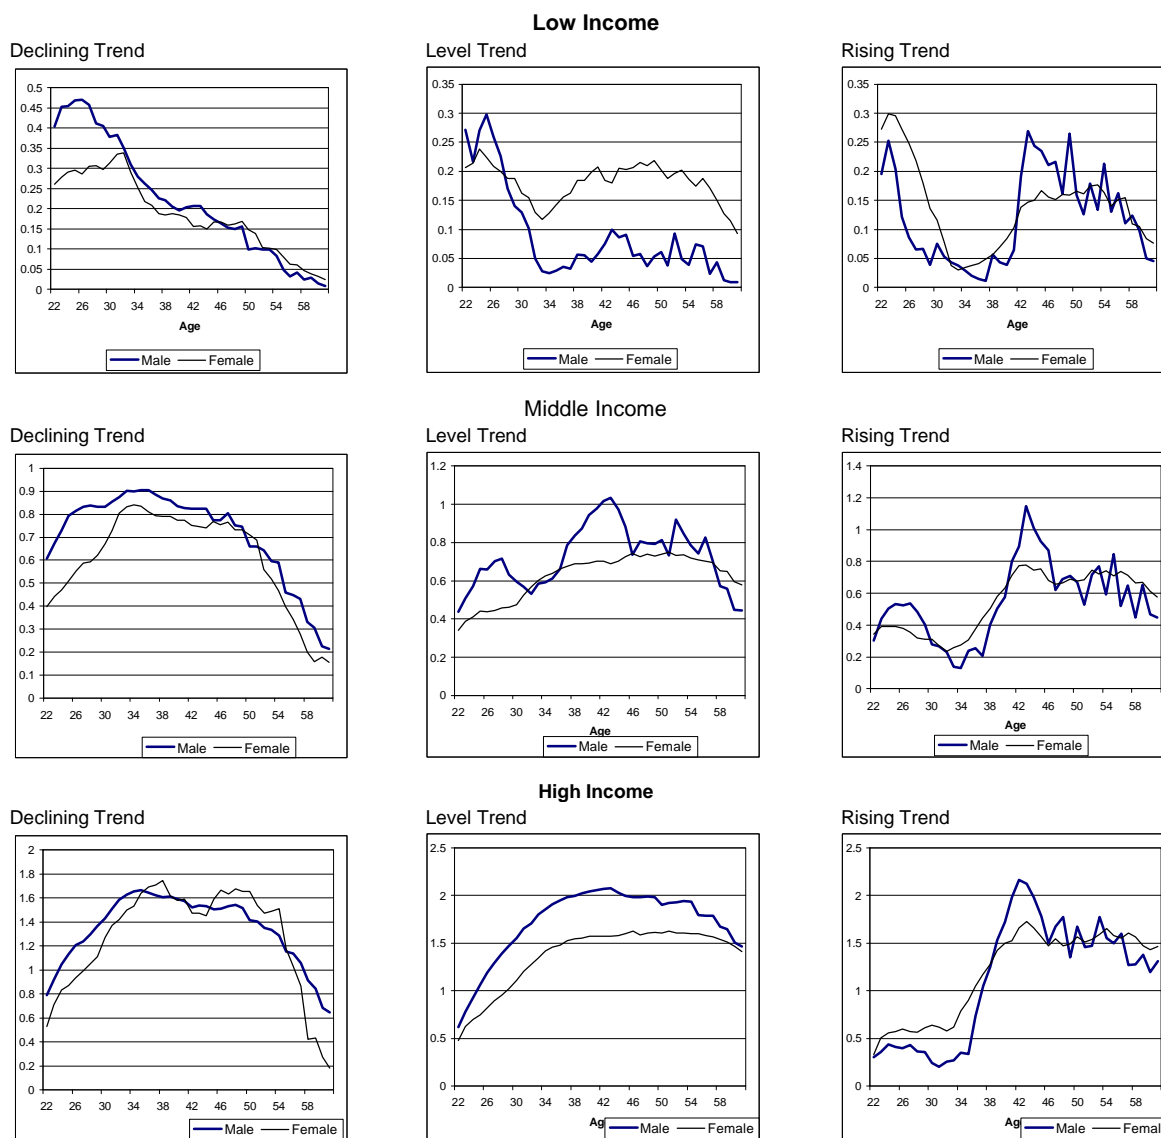 Low Income
Declining Trend
Level Trend
Rising Trend
0.5
0.45
0.4
0.35
0.3
0.25
0.2
0.15
0.1
0.05
0
22 26 30 34 38 42 46 50 54 58
Age
Male Female
0.35
0.3
0.25
0.2
0.15
0.1
0.05
0
22 26 30 34 38 42 46 50 54 58
Age
Male Female
0.35
0.3
0.25
0.2
0.15
0.1
0.05
0
22 26 30 34 38 42 46 50 54 58
Age
Male Female
Middle Income
Declining Trend
Level Trend
Rising Trend
1
0.9
0.8
0.7
0.6
0.5
0.4
0.3
0.2
0.1
0
22 26 30 34 38 42 46 50 54 58
Male Female
1.2
1
0.8
0.6
0.4
0.2
0
22 26 30 34 38 42 46 50 54 58
Age
Male Female
1.4
1.2
1
0.8
0.6
0.4
0.2
0
22 26 30 34 38 42 46 50 54 58
Age
Male Female
High Income
Declining Trend
Level Trend
Rising Trend
2
1.8
1.6
1.4
1.2
1
0.8
0.6
0.4
0.2
0
22 26 30 34 38 42 46 50 54 58
Male Female
2.5
2
1.5
1
0.5
0
22 26 30 34 38 42 46 50 54 58
Ag
Male Female
2.5
2
1.5
1
0.5
0
22 26 30 34 38 42 46 50 54 58
Ag
Male Femal